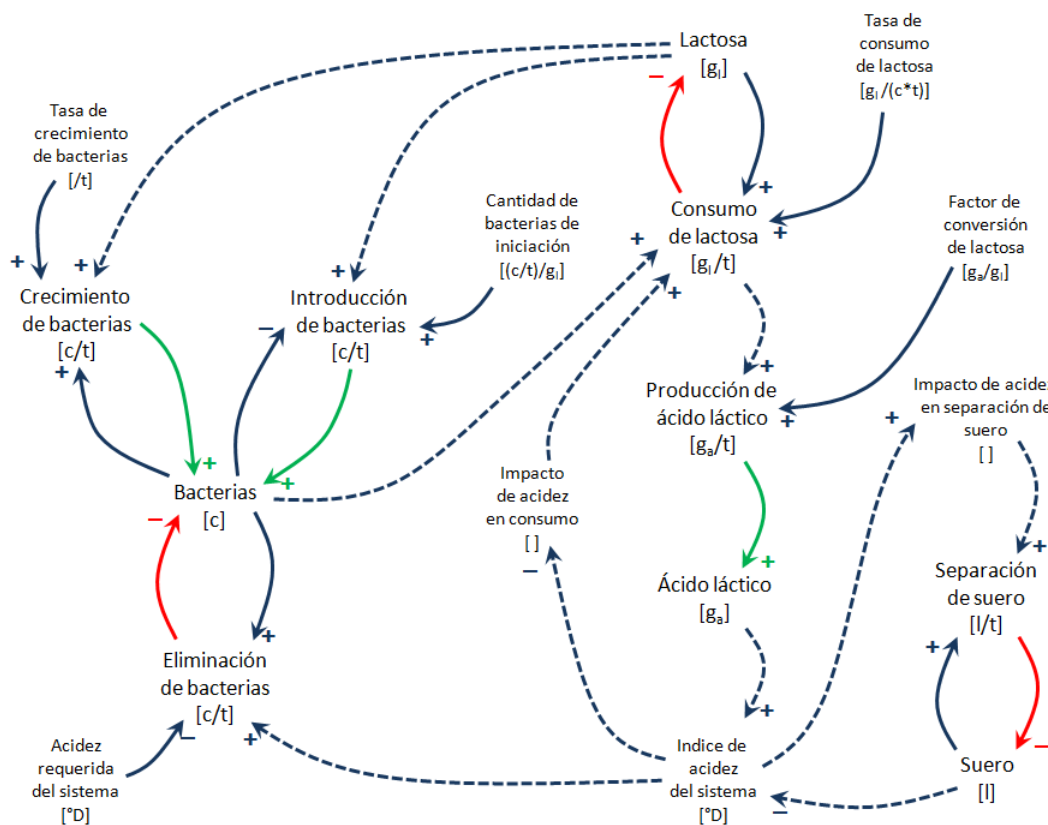 Lactosa
[gₗ]
Tasa de
consumo
de lactosa
[gₗ/(c*t)]
Tasa de
crecimiento
de bacterias
[/t]
Cantidad de
bacterias de
iniciación
[(c/t)/gₗ]
Consumo
de lactosa
[gₗ/t]
Factor de
conversión
de lactosa
[gₐ/gₗ]
Crecimiento
de bacterias
[c/t]
Introducción
de bacterias
[c/t]
Producción de
ácido láctico
[gₐ/t]
Impacto de acidez
en separación de
suero
[ ]
Bacterias
[c]
Impacto
de acidez
en consumo
[ ]
Ácido láctico
[gₐ]
Separación
de suero
[l/t]
Eliminación
de bacterias
[c/t]
Acidez
requerida
del sistema
[°D]
Indice de
acidez
del sistema
[°D]
Suero
[l]